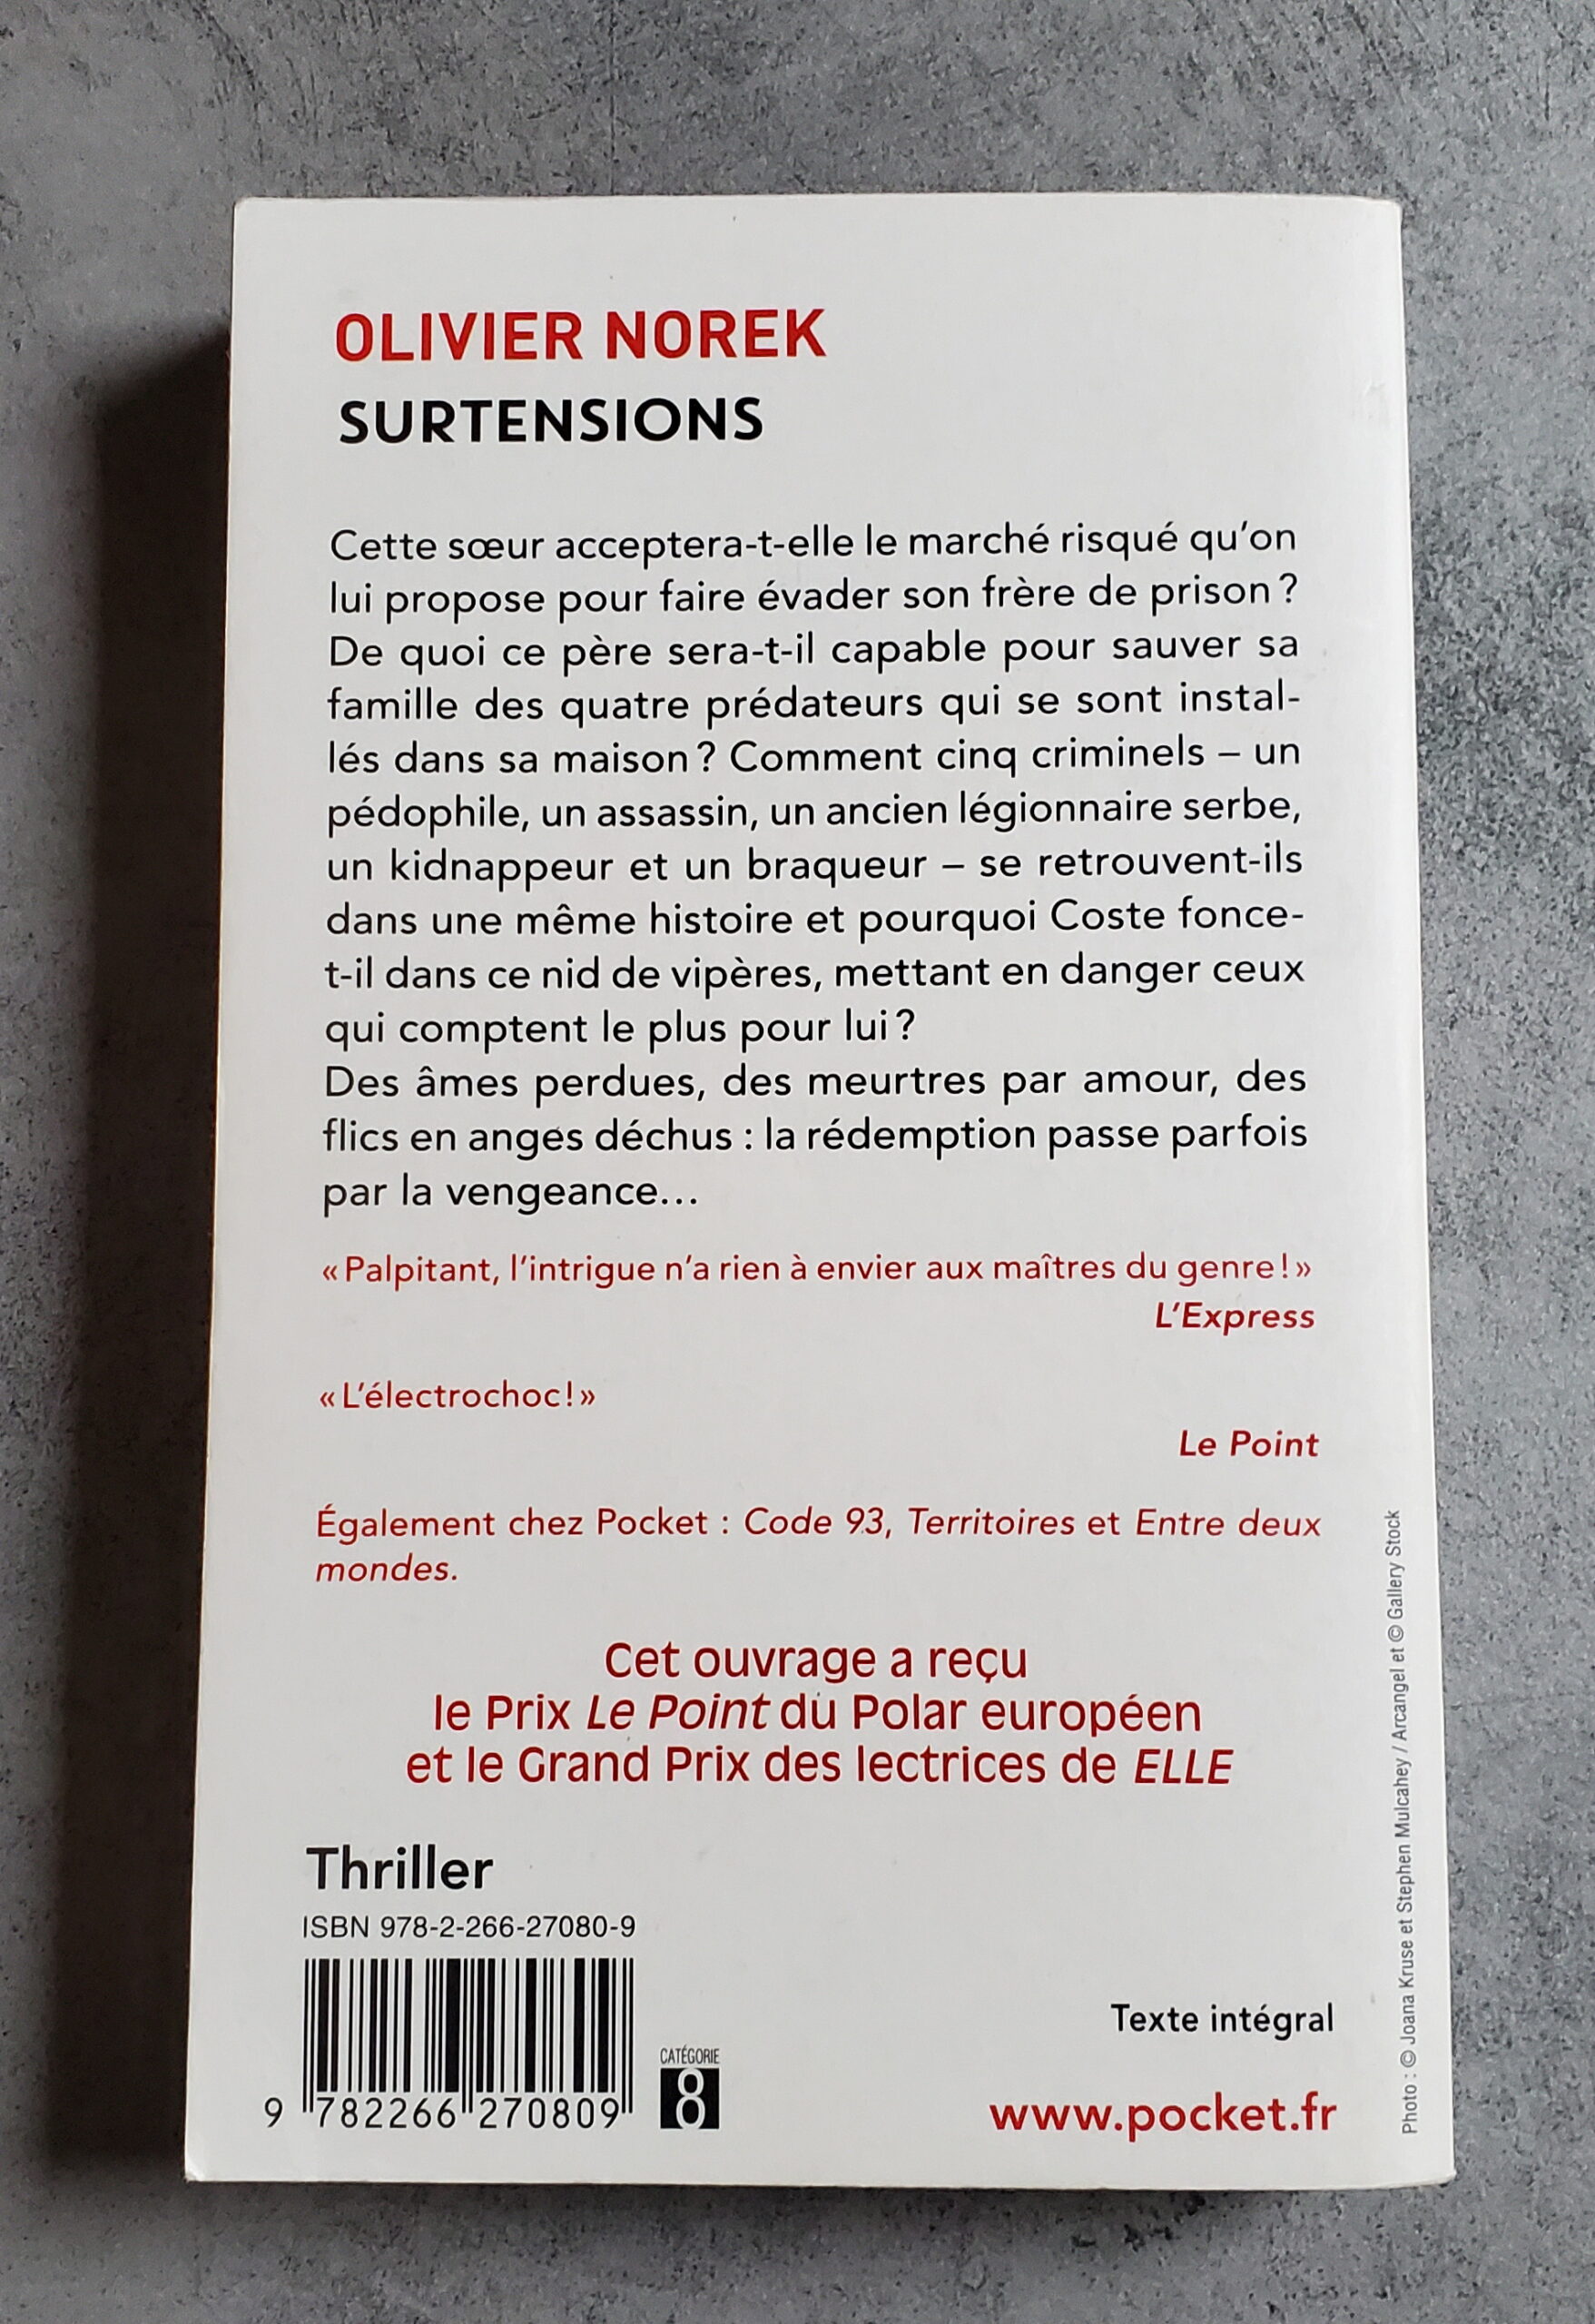 OLIVIER NOREK
SURTENSIONS
Cette sœur acceptera-t-elle le marché risqué qu'on
lui propose pour faire évader son frère de prison ?
De quoi ce père sera-t-il capable pour sauver sa
famille des quatre prédateurs qui se sont instal-
lés dans sa maison ? Comment cinq criminels – un
pédophile, un assassin, un ancien légionnaire serbe,
un kidnappeur et un braqueur – se retrouvent-ils
dans une même histoire et pourquoi Coste fonce-
t-il dans ce nid de vipères, mettant en danger ceux
qui comptent le plus pour lui ?
Des âmes perdues, des meurtres par amour, des
flics en anges déchus : la rédemption passe parfois
par la vengeance...
« Palpitant, l'intrigue n'a rien à envier aux maîtres du genre ! »
L'Express
« L'électrochoc ! »
Le Point
Également chez Pocket : Code 93, Territoires et Entre deux
mondes.
Cet ouvrage a reçu
le Prix Le Point du Polar européen
et le Grand Prix des lectrices de ELLE
Thriller
ISBN 978-2-266-27080-9
9 782266 270809
CATÉGORIE
8
Texte intégral
www.pocket.fr
Photo : © Joana Kruse et Stephen Mulcahey / Arcangel et © Gallery Stock